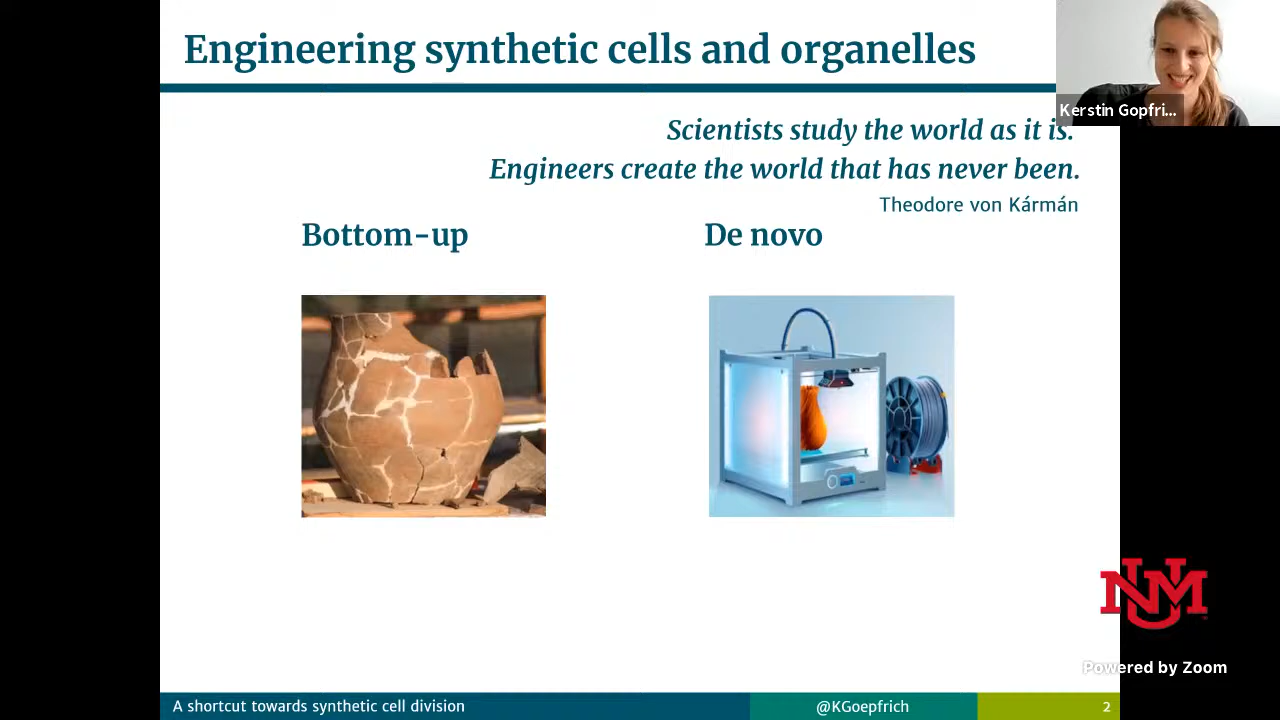 Engineering synthetic cells and organelles
Kerstin Gopfri...
Scientists study the world as it is.
Engineers create the world that has never been.
Theodore von Kármán
Bottom-up
De novo
UNM
Powered by Zoom
A shortcut towards synthetic cell division
@KGoepfrich
2